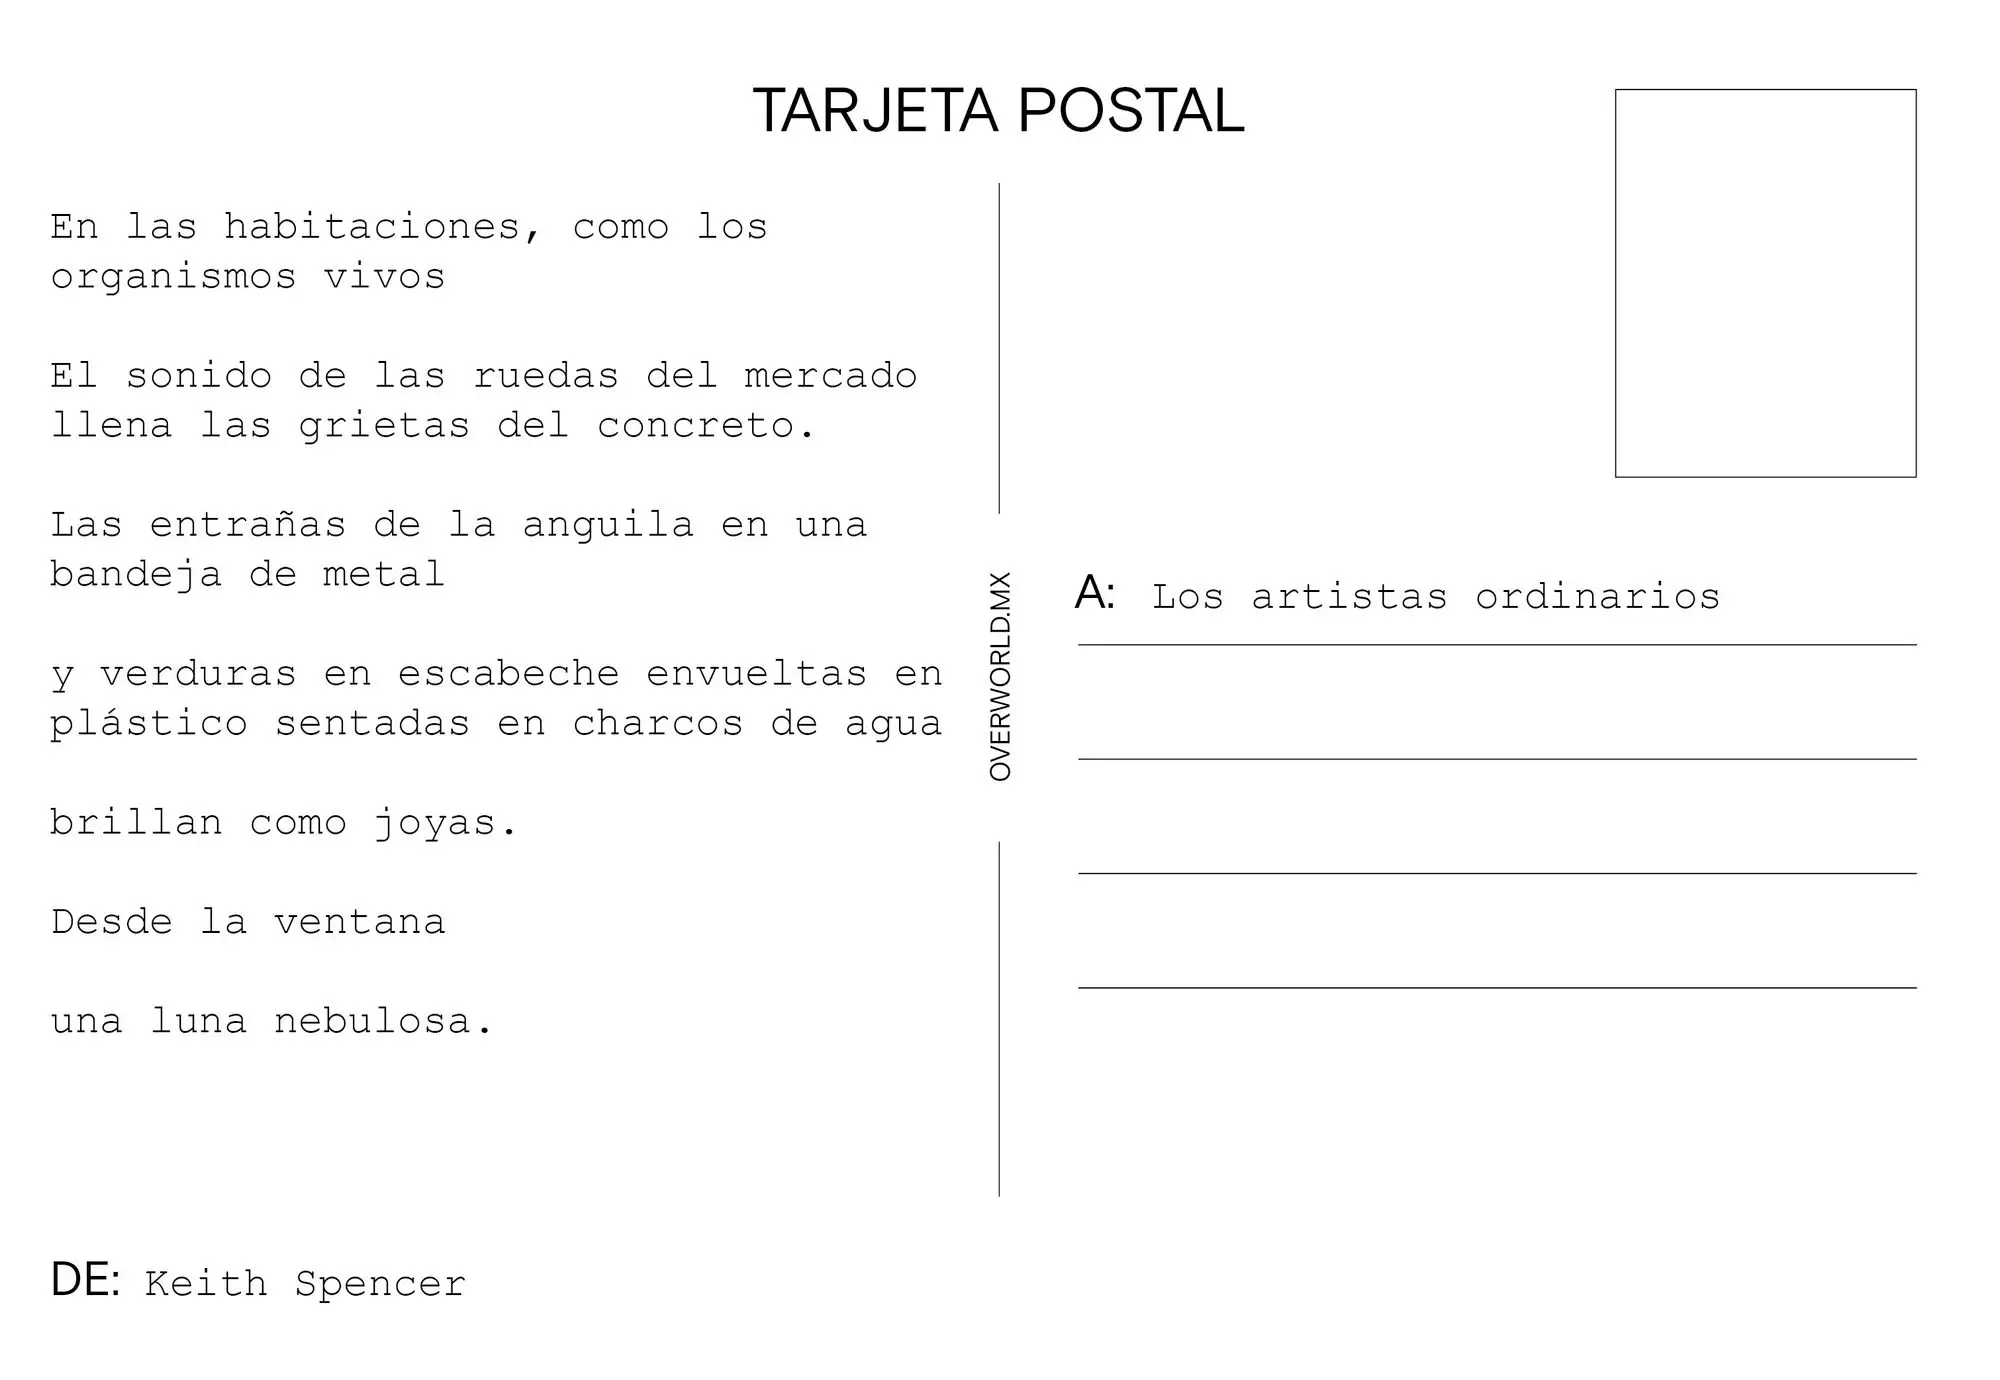 TARJETA POSTAL
En las habitaciones, como los
organismos vivos
El sonido de las ruedas del mercado
llena las grietas del concreto.
Las entrañas de la anguila en una
bandeja de metal
y verduras en escabeche envueltas en
plástico sentadas en charcos de agua
brillan como joyas.
Desde la ventana
una luna nebulosa.
DE: Keith Spencer
OVERWORLD.MX
A: Los artistas ordinarios